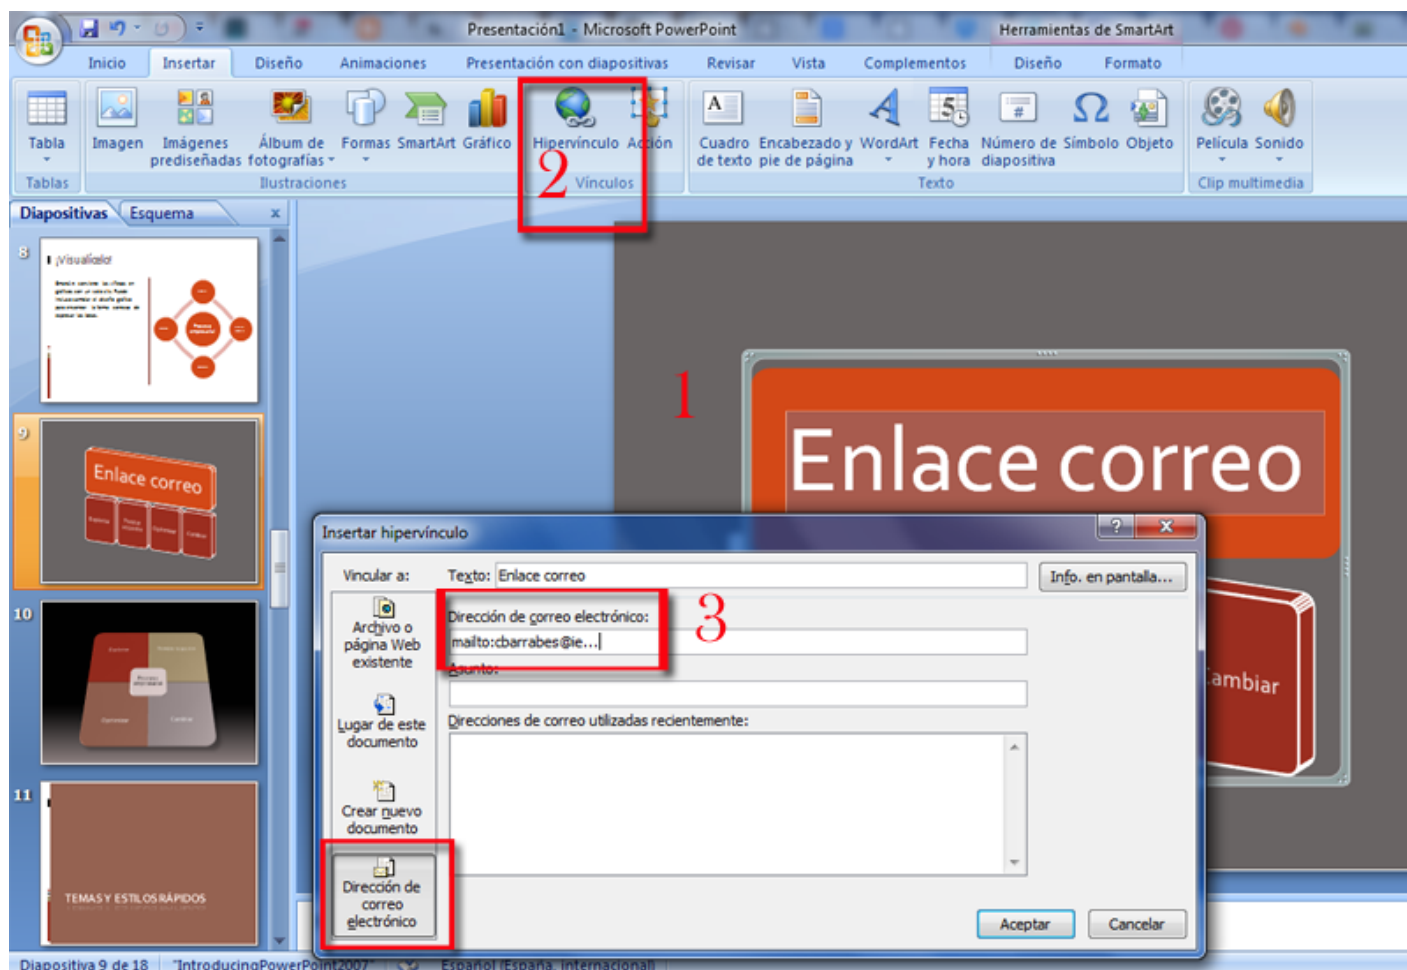 Presentación1 - Microsoft PowerPoint
Herramientas de SmartArt
Inicio Insertar Diseño Animaciones Presentación con diapositivas Revisar Vista Complementos Diseño Formato
Tabla
Imagen
Imágenes prediseñadas
Álbum de fotografías
Formas
SmartArt
Gráfico
Hipervínculo
Acción
Cuadro de texto
Encabezado y pie de página
WordArt
Fecha y hora
Número de diapositiva
Símbolo
Objeto
Película
Sonido
Tablas Ilustraciones Vínculos Texto Clip multimedia
2
Diapositivas Esquema
8
¡Visualícelo!
9
Enlace correo
10
11
TEMAS Y ESTILOS RÁPIDOS
1
Enlace correo
Cambiar
Insertar hipervínculo
Vincular a:
Texto: Enlace correo
Info. en pantalla...
Archivo o
página Web
existente
Lugar de este
documento
Crear nuevo
documento
Dirección de
correo
electrónico
Dirección de correo electrónico:
mailto:cbarrabes@ie...
3
Asunto:
Direcciones de correo utilizadas recientemente:
Aceptar Cancelar
Diapositiva 9 de 18 "IntroducingPowerPoint2007" Español (España, internacional)